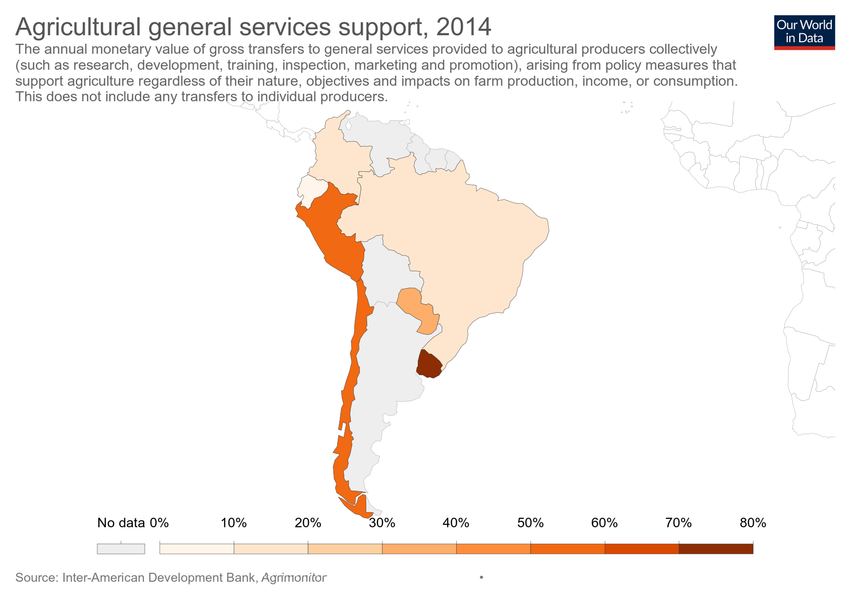 Agricultural general services support, 2014
Our World
in Data
The annual monetary value of gross transfers to general services provided to agricultural producers collectively
(such as research, development, training, inspection, marketing and promotion), arising from policy measures that
support agriculture regardless of their nature, objectives and impacts on farm production, income, or consumption.
This does not include any transfers to individual producers.
No data 0% 10% 20% 30% 40% 50% 60% 70% 80%
Source: Inter-American Development Bank, Agrimonitor •